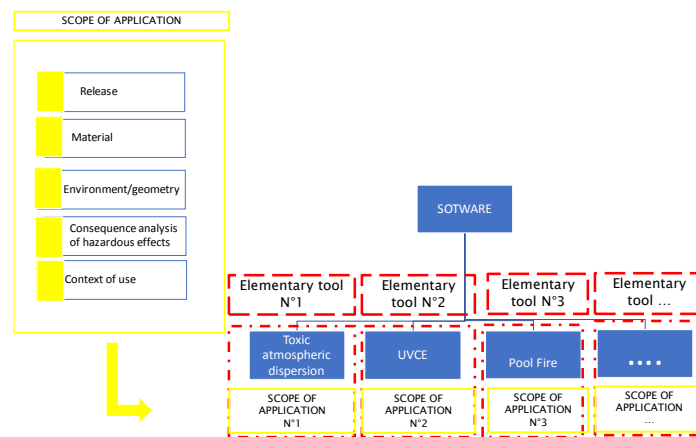 SCOPE OF APPLICATION
Release
Material
Environment/geometry
Consequence analysis
of hazardous effects
Context of use
SOTWARE
Elementary tool
N°1
Elementary
tool N°2
Elementary
tool N°3
Elementary
tool ...
Toxic
atmospheric
dispersion
UVCE
Pool Fire
....
SCOPE OF
APPLICATION
N°1
SCOPE OF
APPLICATION
N°2
SCOPE OF
APPLICATION
N°3
SCOPE OF
APPLICATION
...